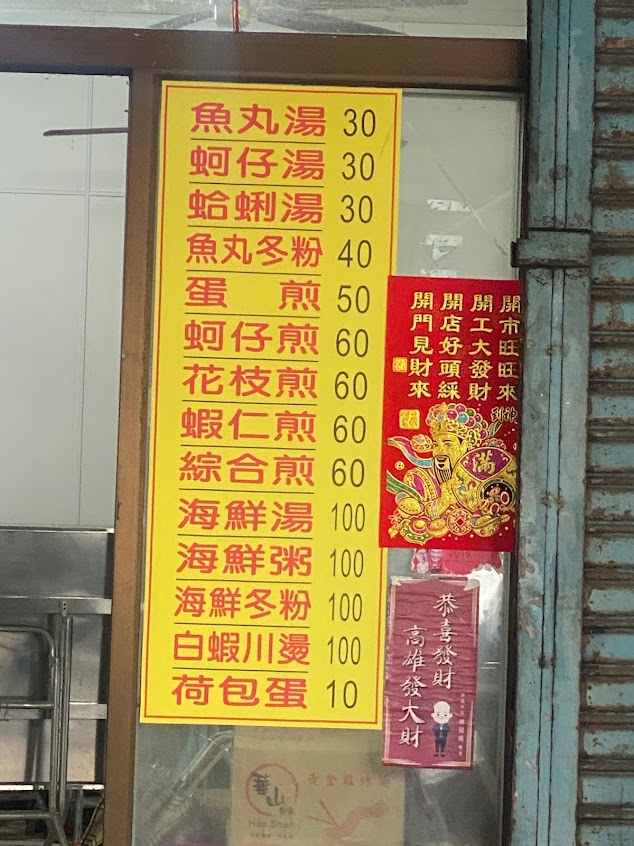 魚丸湯 30
蚵仔湯 30
蛤蜊湯 30
魚丸冬粉 40
蛋 煎 50
蚵仔煎 60
花枝煎 60
蝦仁煎 60
綜合煎 60
海鮮湯 100
海鮮粥 100
海鮮冬粉 100
白蝦川燙 100
荷包蛋 10
開市旺旺來
開工大發財
開店好頭綵
開門見財來
滿
恭喜發財
高雄發大財
華山
Hua Shan